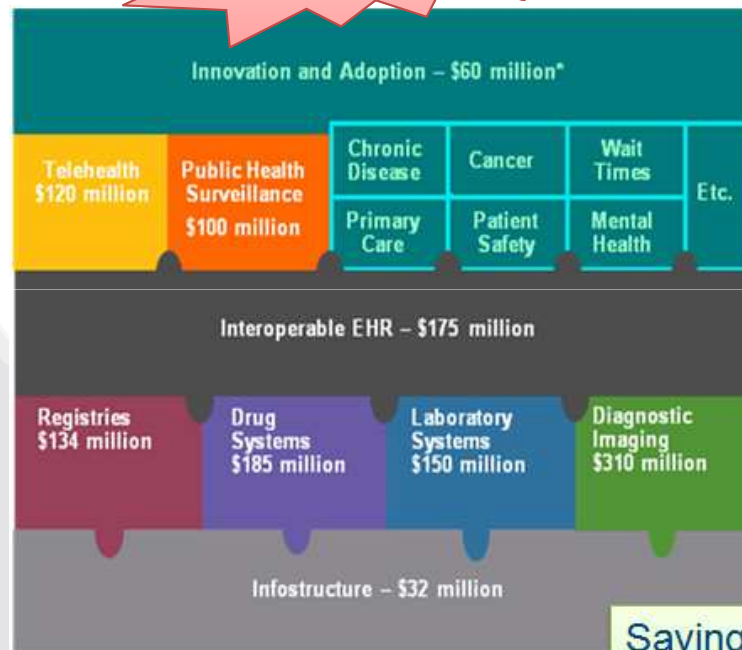 Innovation and Adoption – $60 million*
Telehealth
$120 million
Public Health
Surveillance
$100 million
Chronic
Disease
Cancer
Wait
Times
Etc.
Primary
Care
Patient
Safety
Mental
Health
Interoperable EHR – $175 million
Registries
$134 million
Drug
Systems
$185 million
Laboratory
Systems
$150 million
Diagnostic
Imaging
$310 million
Infostructure – $32 million
Saving